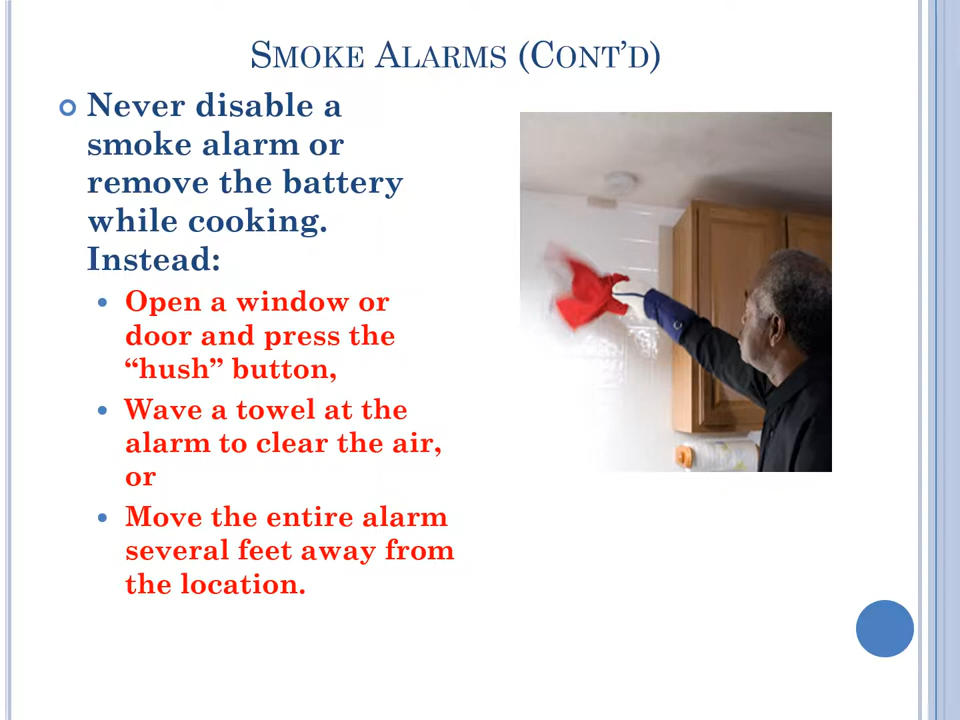 Smoke Alarms (Cont’d)
Never disable a
smoke alarm or
remove the battery
while cooking.
Instead:
Open a window or
door and press the
“hush” button,
Wave a towel at the
alarm to clear the air,
or
Move the entire alarm
several feet away from
the location.